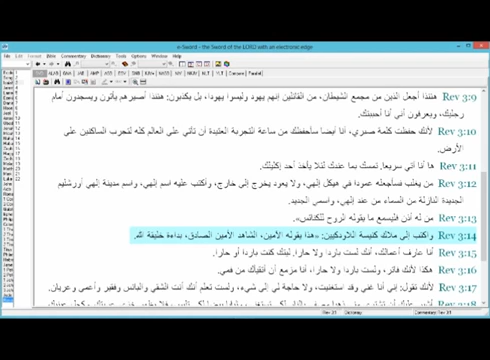 e-Sword - the Sword of the LORD with an electronic edge
File Edit Format Bible Commentary Dictionary Tools Options Window Help
Rev 3:9 هنذا أجعل الذين من مجمع الشيطان، من القائلين إنهم يهود وليسوا يهودا، بل يكذبون: هنذا أصيرهم يأتون ويسجدون أمام
رجليك، ويعرفون أني أنا أحببتك.
Rev 3:10 لأنك حفظت كلمة صبري، أنا أيضا سأحفظك من ساعة التجربة العتيدة أن تأتي على العالم كله لتجرب الساكنين على
الأرض.
Rev 3:11 ها أنا آتي سريعا. تمسك بما عندك لئلا يأخذ أحد إكليلك.
Rev 3:12 من يغلب فسأجعله عمودا في هيكل إلهي، ولا يعود يخرج إلى خارج، وأكتب عليه اسم إلهي، واسم مدينة إلهي أورشليم
الجديدة النازلة من السماء من عند إلهي، واسمي الجديد.
Rev 3:13 من له أذن فليسمع ما يقوله الروح للكنائس».
Rev 3:14 واكتب إلى ملاك كنيسة اللاودكيين: «هذا يقوله الآمين، الشاهد الأمين الصادق، بداءة خليقة الله.
Rev 3:15 أنا عارف أعمالك، أنك لست باردا ولا حارا. ليتك كنت باردا أو حارا.
Rev 3:16 هكذا لأنك فاتر، ولست باردا ولا حارا، أنا مزمع أن أتقيأك من فمي.
Rev 3:17 لأنك تقول: إني أنا غني وقد استغنيت، ولا حاجة لي إلى شيء، ولست تعلم أنك أنت الشقي والبائس وفقير وأعمى وعريان.
Rev 3:18